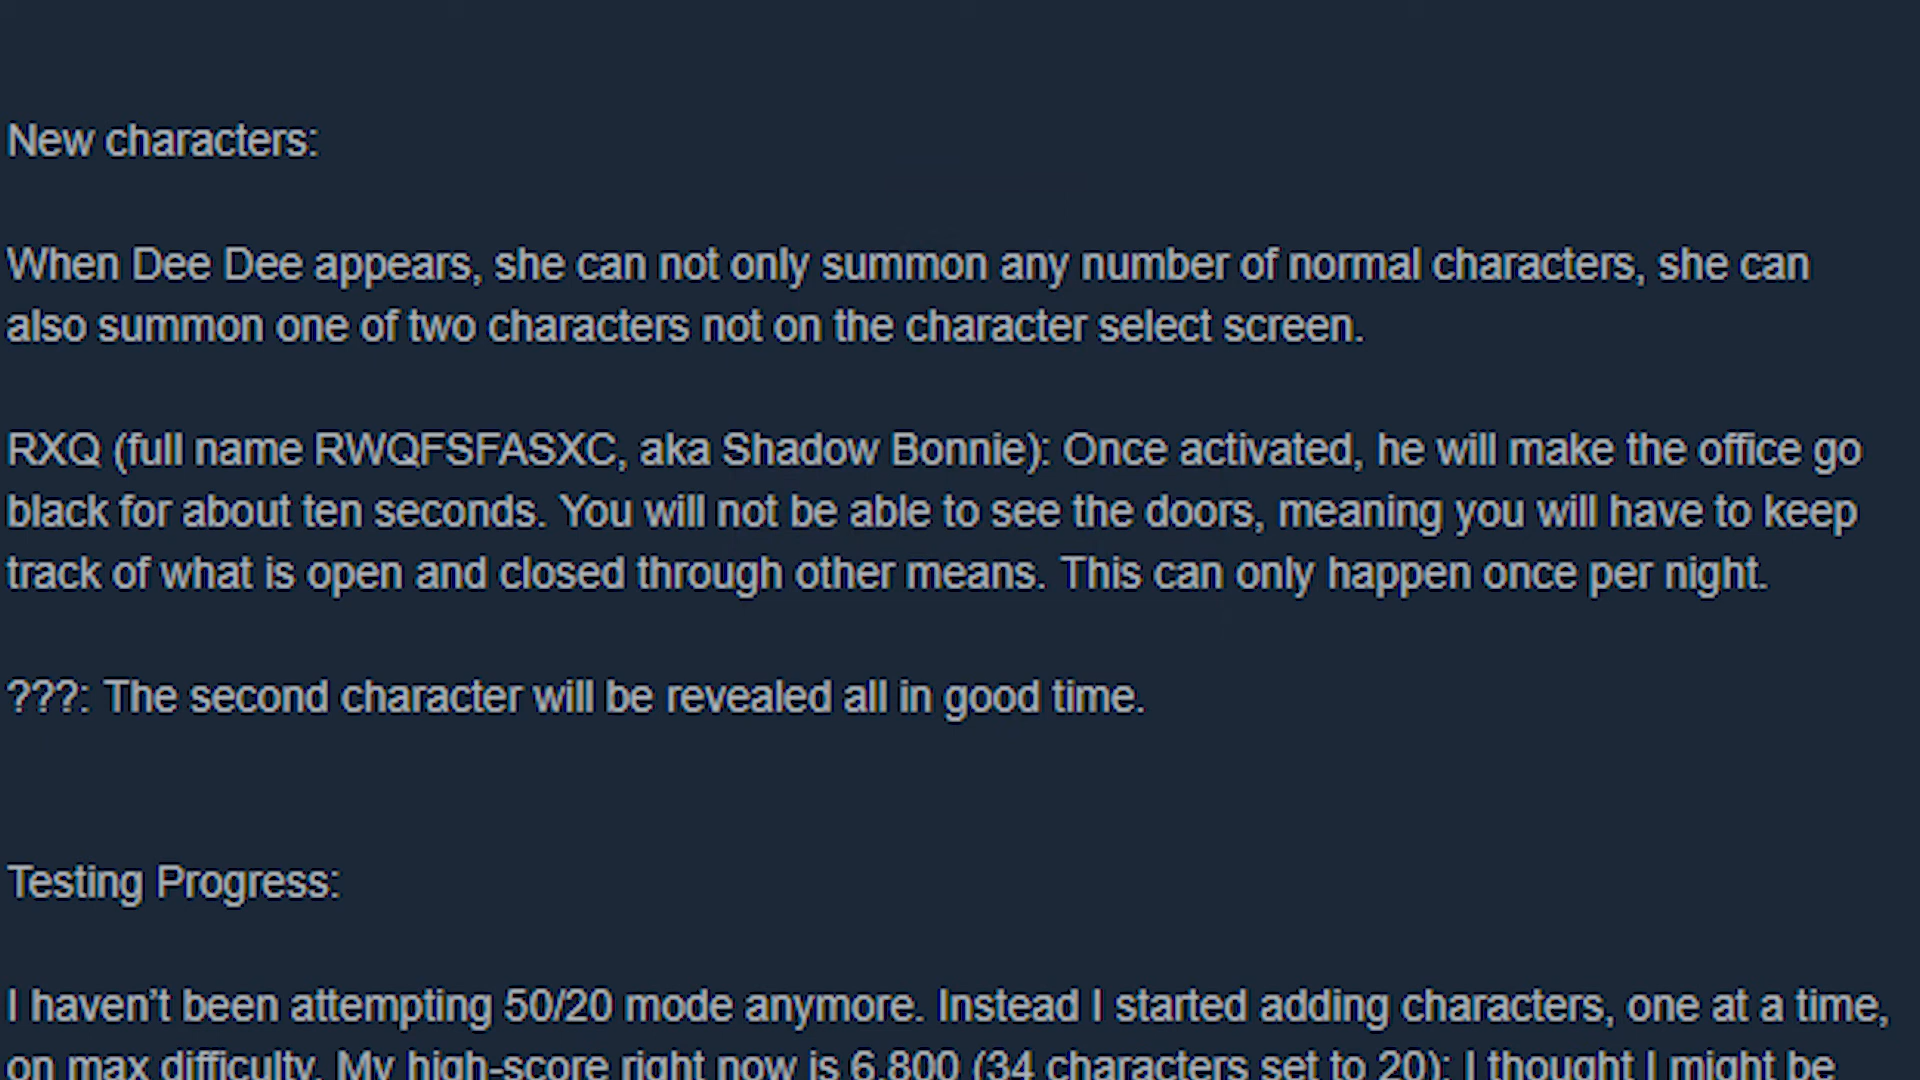 New characters:
When Dee Dee appears, she can not only summon any number of normal characters, she can
also summon one of two characters not on the character select screen.
RXQ (full name RWQFSFASXC, aka Shadow Bonnie): Once activated, he will make the office go
black for about ten seconds. You will not be able to see the doors, meaning you will have to keep
track of what is open and closed through other means. This can only happen once per night.
???: The second character will be revealed all in good time.
Testing Progress:
I haven’t been attempting 50/20 mode anymore. Instead I started adding characters, one at a time,
on max difficulty. My high-score right now is 6,800 (34 characters set to 20); I thought I might be